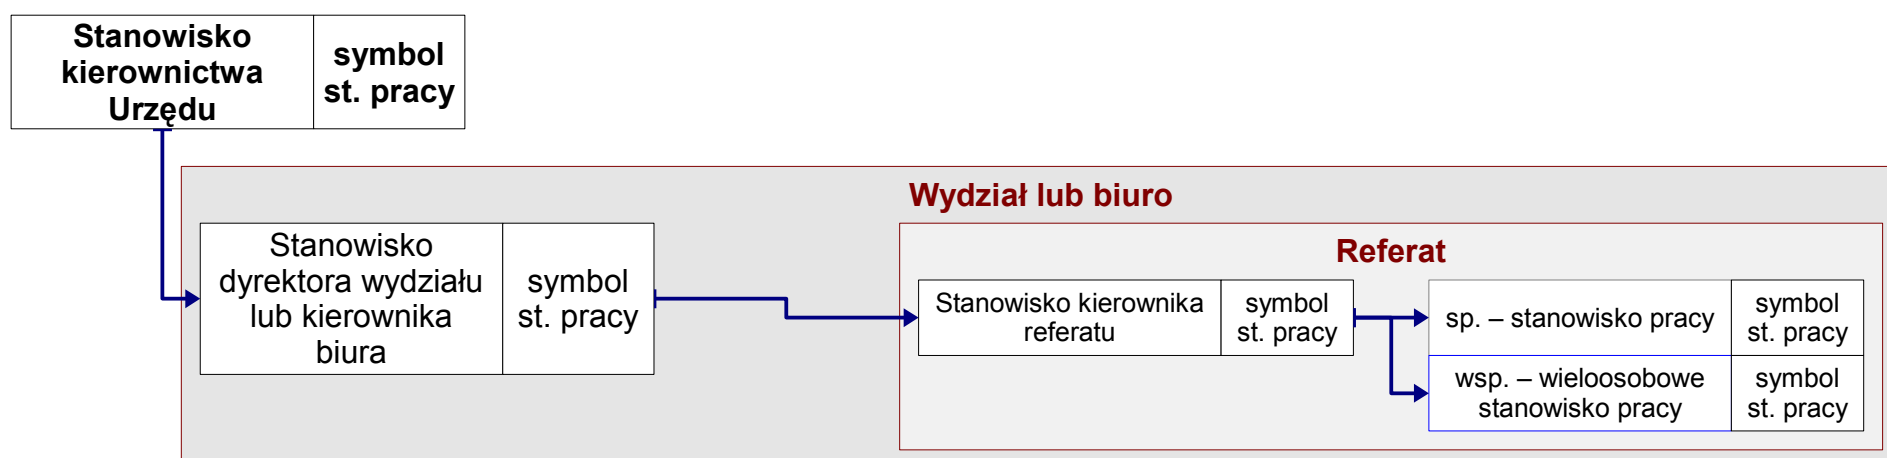 Stanowisko
kierownictwa
Urzędu
symbol
st. pracy
Wydział lub biuro
Stanowisko
dyrektora wydziału
lub kierownika
biura
symbol
st. pracy
Referat
Stanowisko kierownika
referatu
symbol
st. pracy
sp. – stanowisko pracy
symbol
st. pracy
wsp. – wieloosobowe
stanowisko pracy
symbol
st. pracy